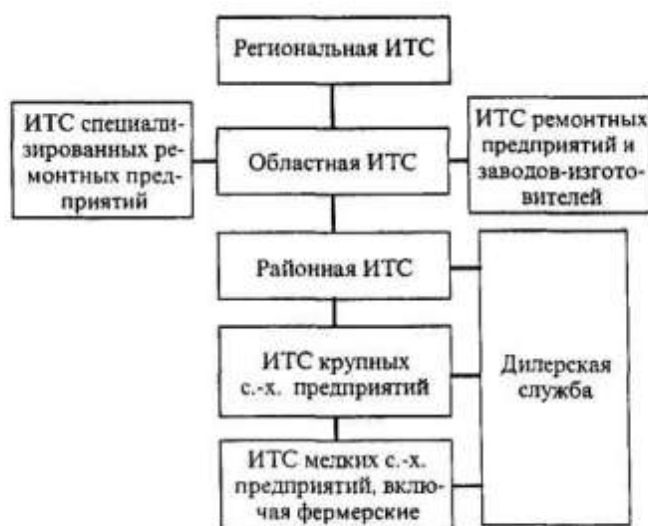 Региональная ИТС
ИТС специали-
зированных ре-
монтных пред-
приятий
Областная ИТС
ИТС ремонтных
предприятий и
заводов-изгото-
вителей
Районная ИТС
ИТС крупных
с.-х. предприятий
Дилерская
служба
ИТС мелких с.-х.
предприятий, вклю-
чая фермерские